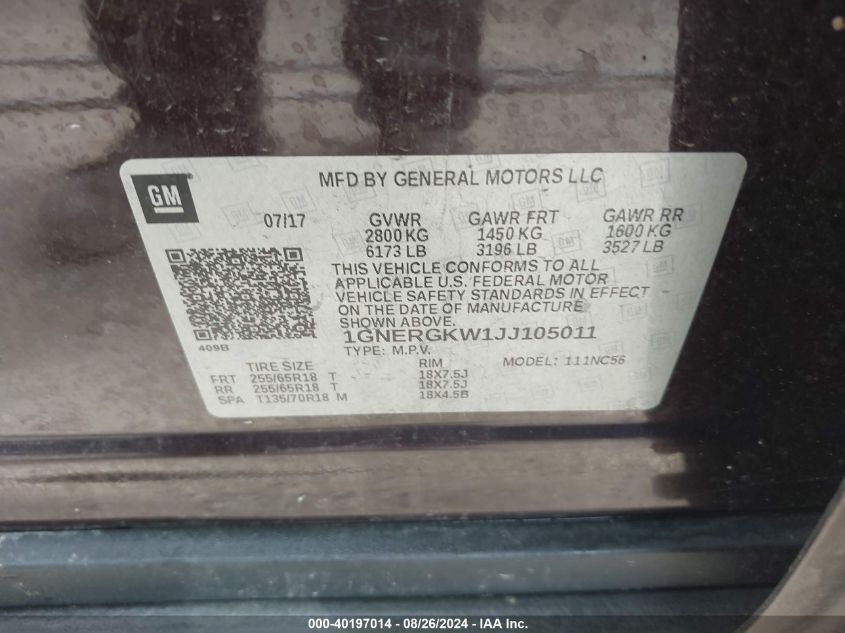 GM
MFD BY GENERAL MOTORS LLC
07/17 GVWR GAWR FRT GAWR RR
2800 KG 1450 KG 1600 KG
6173 LB 3196 LB 3527 LB
THIS VEHICLE CONFORMS TO ALL
APPLICABLE U.S. FEDERAL MOTOR
VEHICLE SAFETY STANDARDS IN EFFECT
ON THE DATE OF MANUFACTURE
SHOWN ABOVE.
409B
1GNERGKW1JJ105011
TYPE: M.P.V. MODEL: 111NC56
TIRE SIZE RIM
FRT 255/65R18 T 18X7.5J
RR 255/65R18 T 18X7.5J
SPA T135/70R18 M 18X4.5B
000-40197014 - 08/26/2024 - IAAI.COM